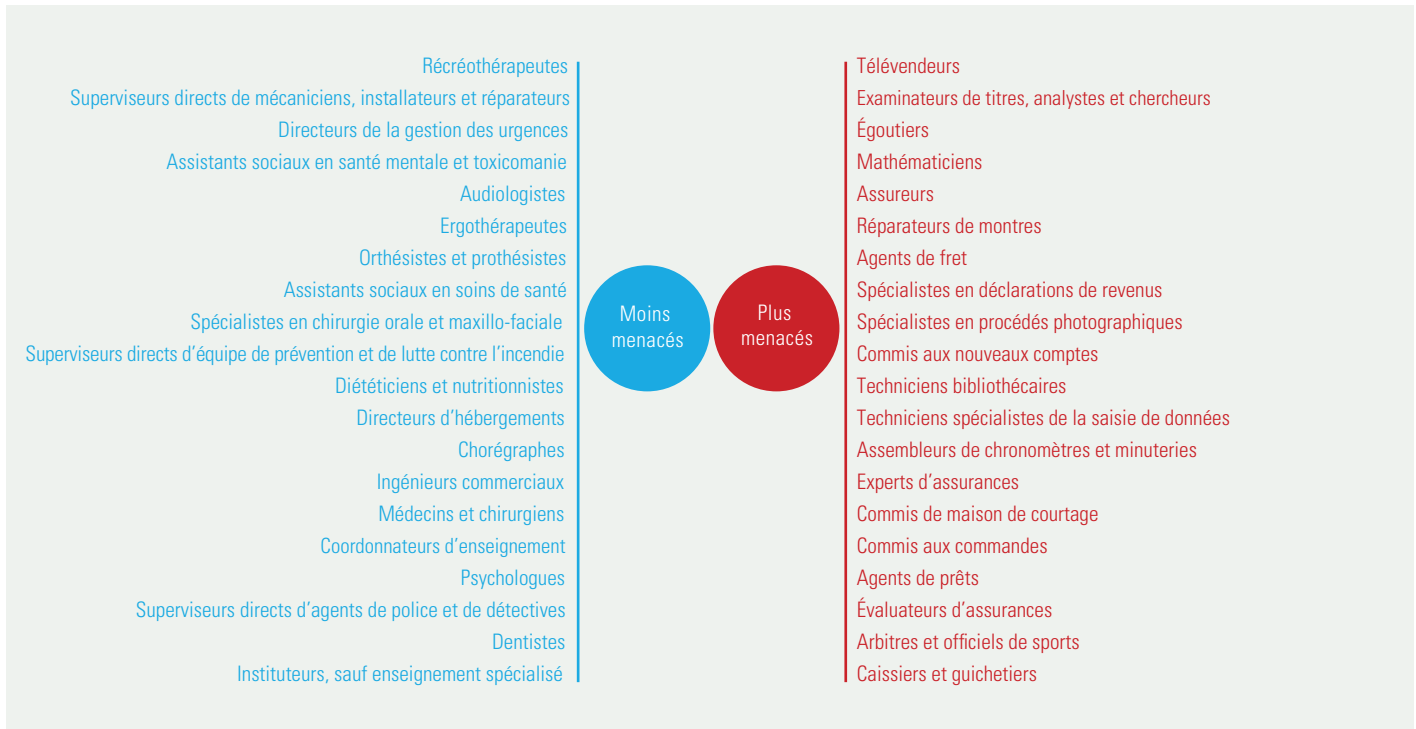 Récréothérapeutes
Superviseurs directs de mécaniciens, installateurs et réparateurs
Directeurs de la gestion des urgences
Assistants sociaux en santé mentale et toxicomanie
Audiologistes
Ergothérapeutes
Orthésistes et prothésistes
Assistants sociaux en soins de santé
Spécialistes en chirurgie orale et maxillo-faciale
Superviseurs directs d’équipe de prévention et de lutte contre l’incendie
Diététiciens et nutritionnistes
Directeurs d’hébergements
Chorégraphes
Ingénieurs commerciaux
Médecins et chirurgiens
Coordonnateurs d’enseignement
Psychologues
Superviseurs directs d’agents de police et de détectives
Dentistes
Instituteurs, sauf enseignement spécialisé
Moins
menacés
Plus
menacés
Télévendeurs
Examinateurs de titres, analystes et chercheurs
Égoutiers
Mathématiciens
Assureurs
Réparateurs de montres
Agents de fret
Spécialistes en déclarations de revenus
Spécialistes en procédés photographiques
Commis aux nouveaux comptes
Techniciens bibliothécaires
Techniciens spécialistes de la saisie de données
Assembleurs de chronomètres et minuteries
Experts d’assurances
Commis de maison de courtage
Commis aux commandes
Agents de prêts
Évaluateurs d’assurances
Arbitres et officiels de sports
Caissiers et guichetiers